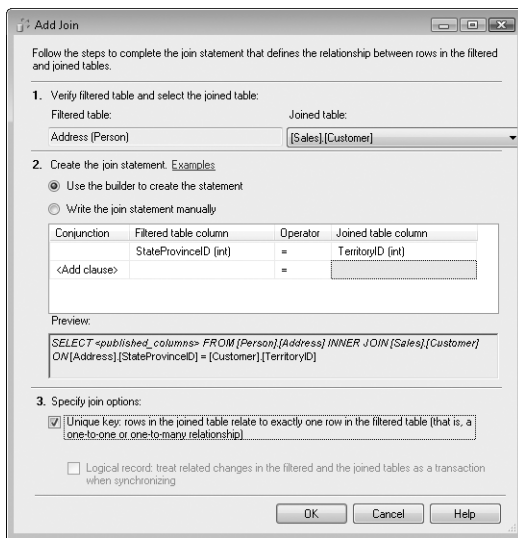 Add Join
Follow the steps to complete the join statement that defines the relationship between rows in the filtered
and joined tables.
1. Verify filtered table and select the joined table:
Filtered table: Joined table:
Address (Person) [Sales].[Customer]
2. Create the join statement. Examples
Use the builder to create the statement
Write the join statement manually
Conjunction Filtered table column Operator Joined table column
StateProvinceID (int) = TerritoryID (int)
<Add clause> =
Preview:
SELECT <published_columns> FROM [Person].[Address] INNER JOIN [Sales].[Customer]
ON [Address].[StateProvinceID] = [Customer].[TerritoryID]
3. Specify join options:
Unique key: rows in the joined table relate to exactly one row in the filtered table (that is, a
one-to-one or one-to-many relationship)
Logical record: treat related changes in the filtered and the joined tables as a transaction
when synchronizing
OK Cancel Help